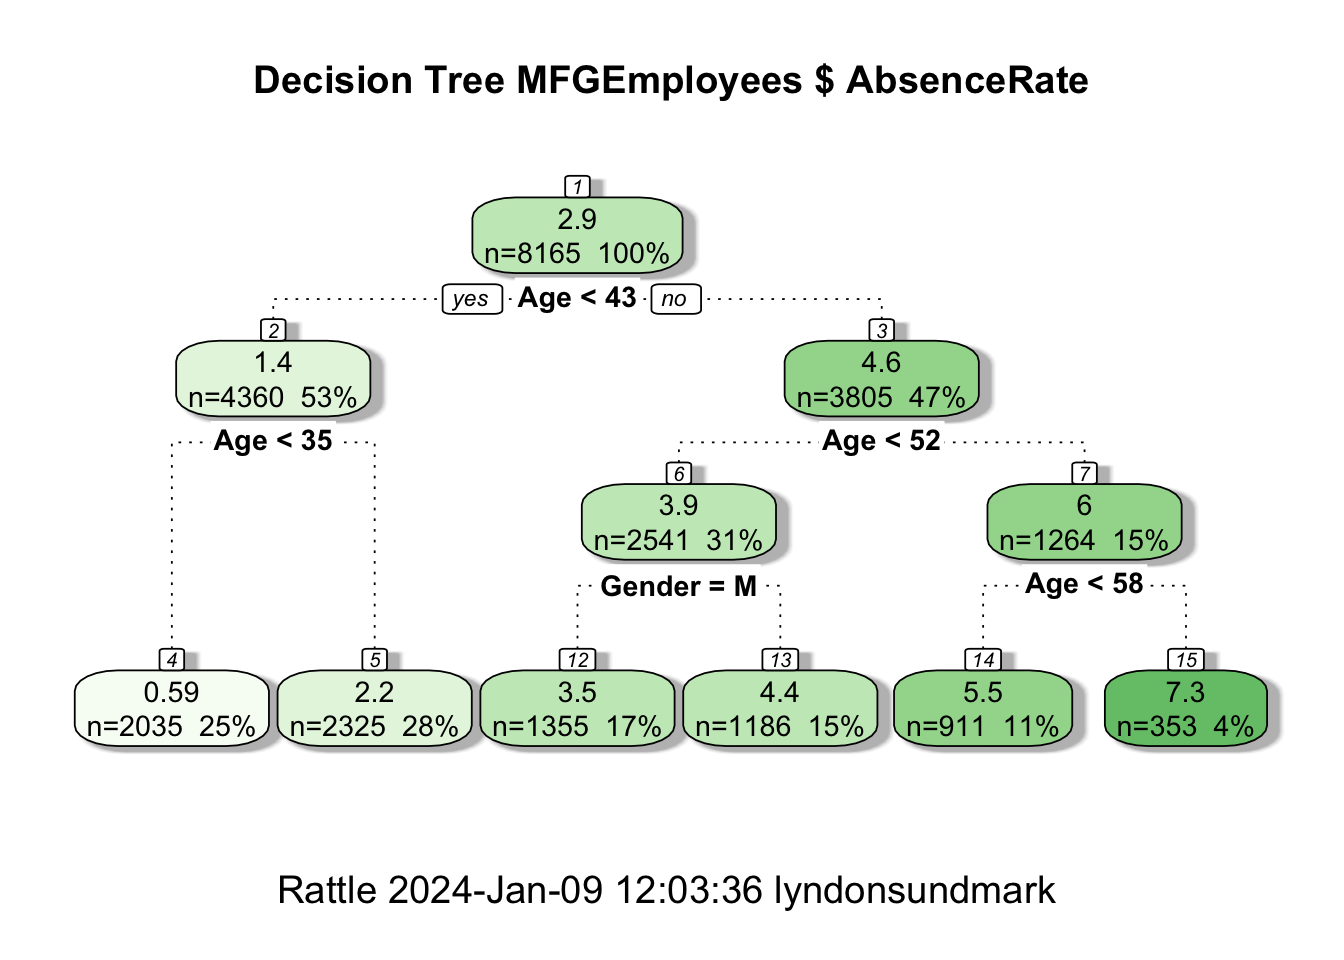 Decision Tree MFGEmployees $ AbsenceRate
1
2.9
n=8165 100%
yes Age < 43 no
2
1.4
n=4360 53%
3
4.6
n=3805 47%
Age < 35
Age < 52
6
3.9
n=2541 31%
7
6
n=1264 15%
Gender = M
Age < 58
4
0.59
n=2035 25%
5
2.2
n=2325 28%
12
3.5
n=1355 17%
13
4.4
n=1186 15%
14
5.5
n=911 11%
15
7.3
n=353 4%
Rattle 2024-Jan-09 12:03:36 lyndonsundmark